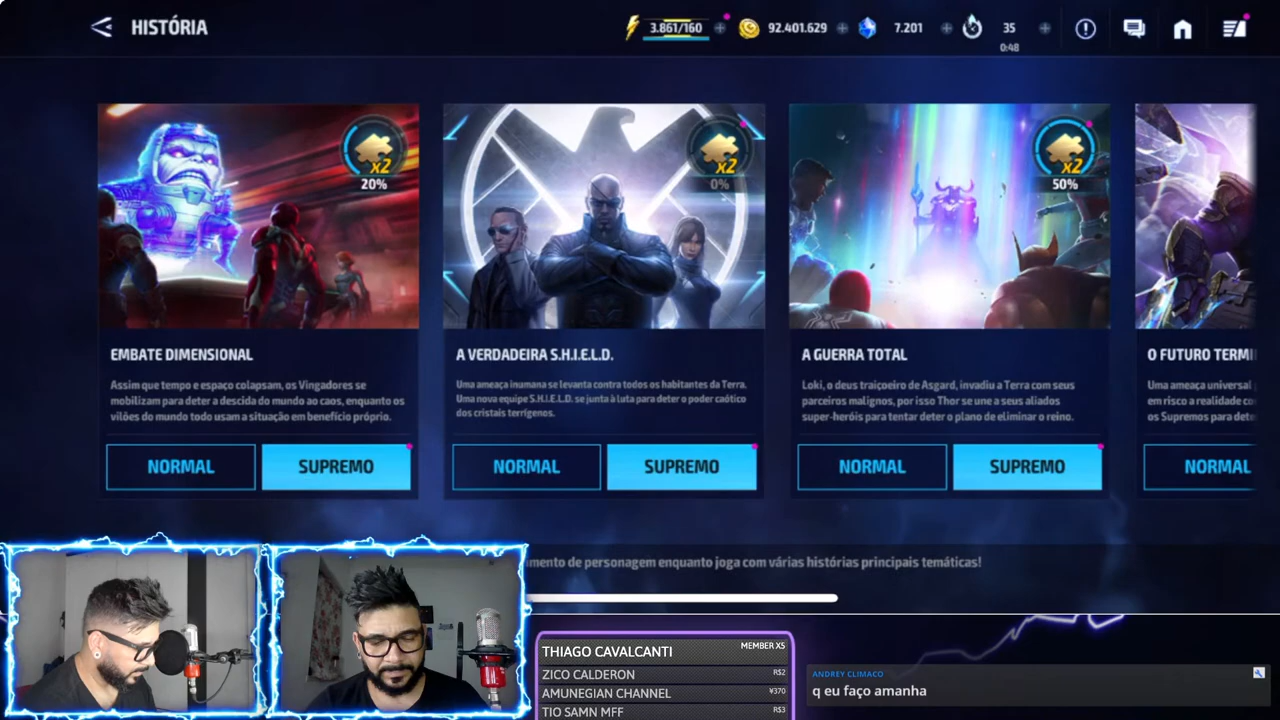 HISTÓRIA
3.861/160
92.401.629
7.201
35
0:48
x2
20%
x2
0%
x2
50%
EMBATE DIMENSIONAL
Assim que tempo e espaço colapsam, os Vingadores se
mobilizam para deter a descida do mundo ao caos, enquanto os
vilões do mundo todo usam a situação em benefício próprio.
NORMAL
SUPREMO
A VERDADEIRA S.H.I.E.L.D.
Uma ameaça inumana se levanta contra todos os habitantes da Terra.
Uma nova equipe S.H.I.E.L.D. se junta à luta para deter o poder caótico
dos cristais terrígenos.
NORMAL
SUPREMO
A GUERRA TOTAL
Loki, o deus traiçoeiro de Asgard, invadiu a Terra com seus
parceiros malignos, por isso Thor se une a seus aliados
super-heróis para tentar deter o plano de eliminar o reino.
NORMAL
SUPREMO
O FUTURO TERMI
Uma ameaça universal
em risco a realidade co
os Supremos para dete
NORMAL
mento de personagem enquanto joga com várias histórias principais temáticas!
THIAGO CAVALCANTI MEMBER X5
ZICO CALDERON R$2
AMUNEGIAN CHANNEL ¥370
TIO SAMN MFF R$3
ANDREY CLIMACO
q eu faço amanha